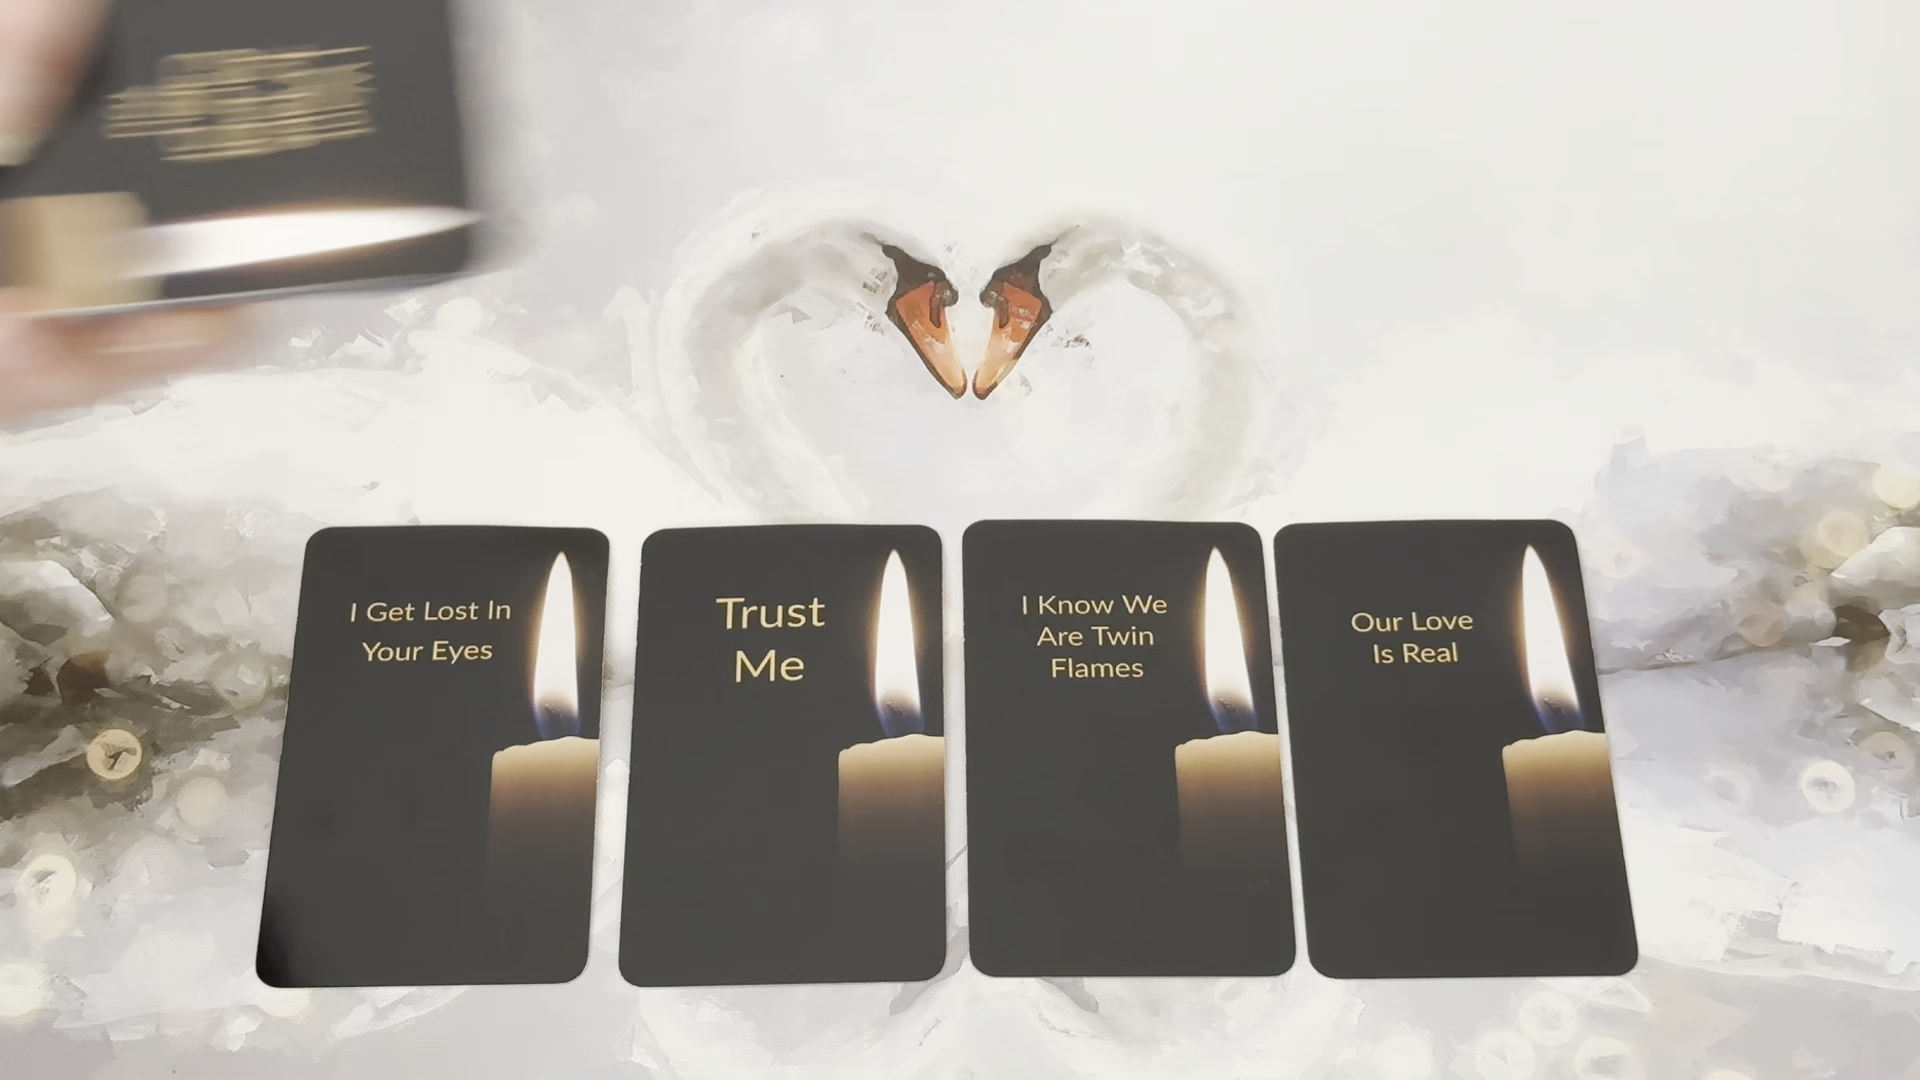 I Get Lost In
Your Eyes
Trust
Me
I Know We
Are Twin
Flames
Our Love
Is Real